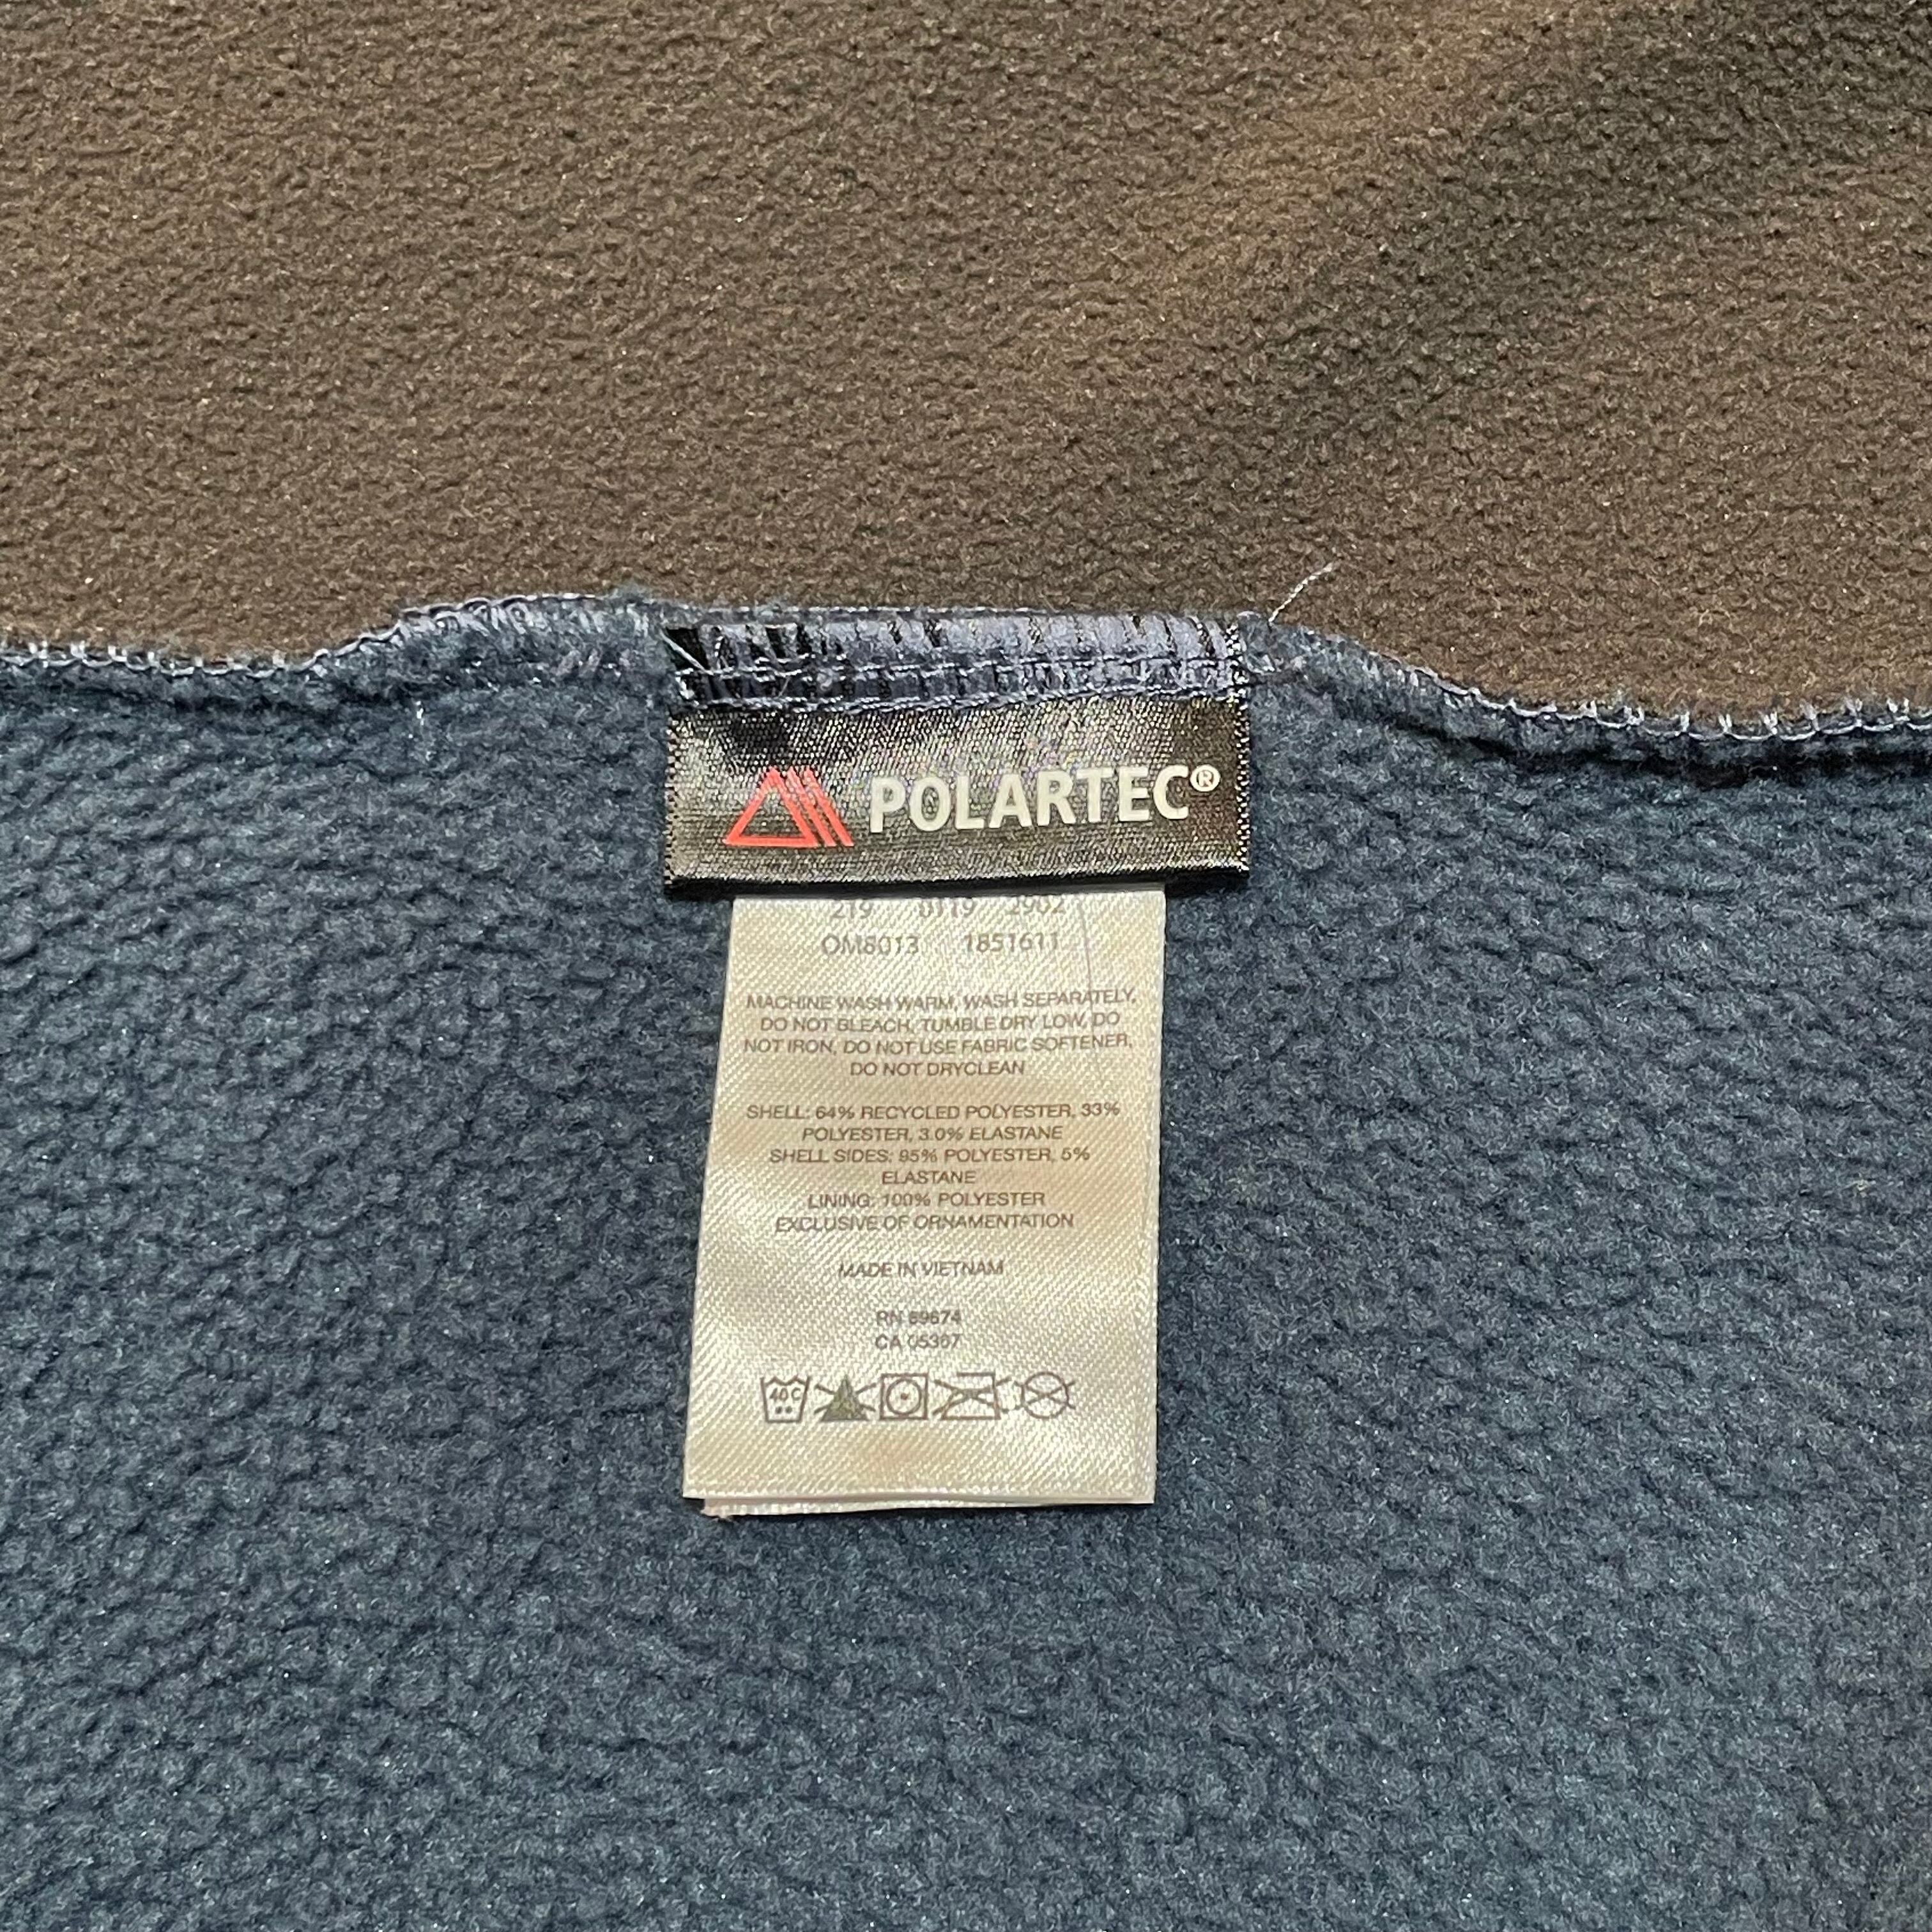 POLARTEC®
219 0119 2902
OM8013 1851611
MACHINE WASH WARM, WASH SEPARATELY,
DO NOT BLEACH, TUMBLE DRY LOW, DO
NOT IRON, DO NOT USE FABRIC SOFTENER,
DO NOT DRYCLEAN
SHELL: 64% RECYCLED POLYESTER, 33%
POLYESTER, 3.0% ELASTANE
SHELL SIDES: 95% POLYESTER, 5%
ELASTANE
LINING: 100% POLYESTER
EXCLUSIVE OF ORNAMENTATION
MADE IN VIETNAM
RN 69674
CA 05367
40C